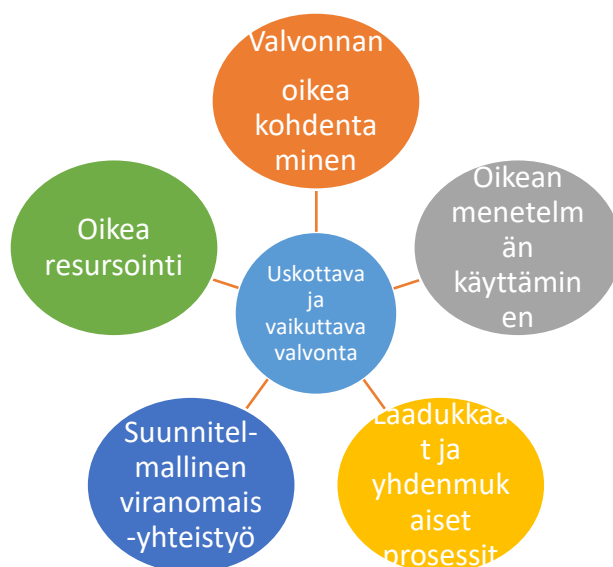 Valvonnan
oikea
kohdenta
minen
Oikean
menetelm
än
käyttämin
en
Oikea
resursointi
Uskottava
ja
vaikuttava
valvonta
Suunnitel-
mallinen
viranomais
-yhteistyö
Laadukkaa
t ja
yhdenmuk
aiset
prosessit